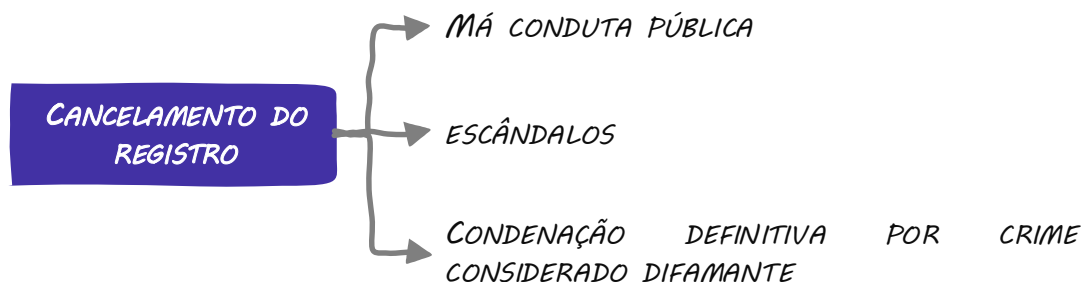 Má conduta pública
Cancelamento do
registro
escândalos
Condenação definitiva por crime
considerado difamante